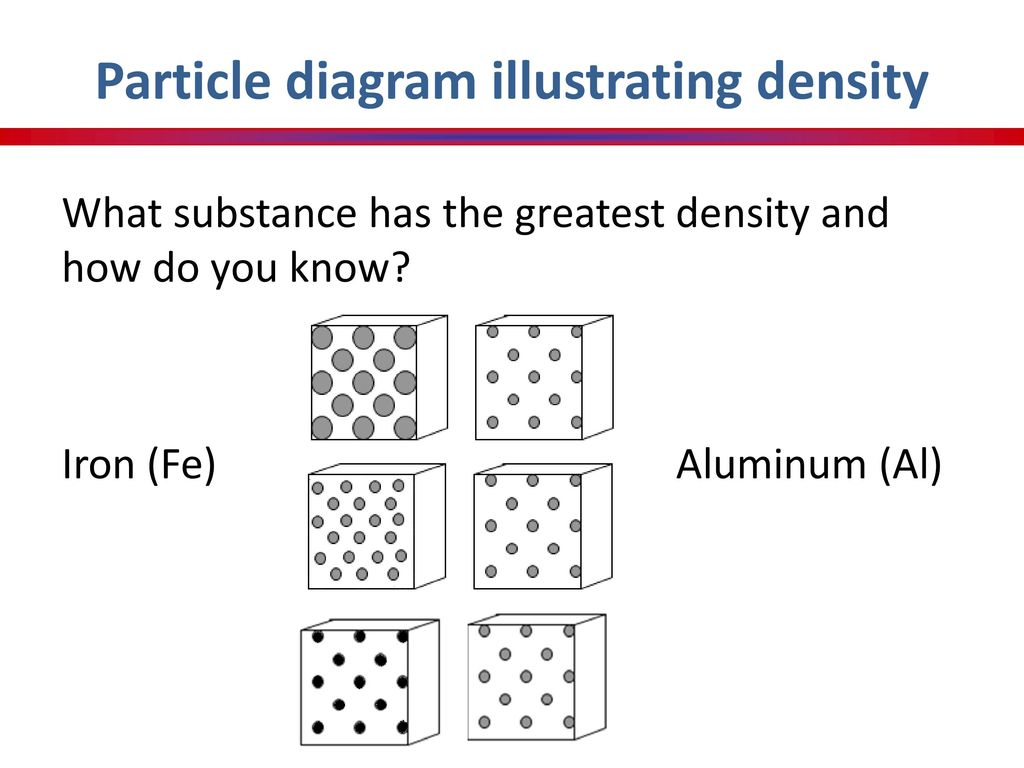 Particle diagram illustrating density
What substance has the greatest density and
how do you know?
Iron (Fe)
Aluminum (Al)